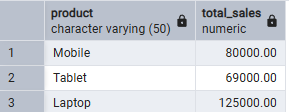 product total_sales
character varying (50) numeric
1 Mobile 80000.00
2 Tablet 69000.00
3 Laptop 125000.00